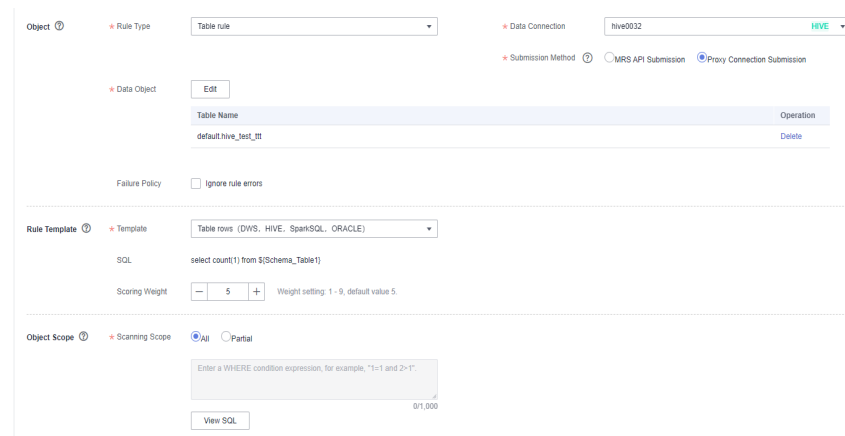 Object ? * Rule Type Table rule * Data Connection hive0032 HIVE
* Submission Method ? MRS API Submission Proxy Connection Submission
* Data Object Edit
Table Name Operation
default.hive_test_ttt Delete
Failure Policy Ignore rule errors
Rule Template ? * Template Table rows (DWS, HIVE, SparkSQL, ORACLE)
SQL select count(1) from ${Schema_Table1}
Scoring Weight — 5 + Weight setting: 1 - 9, default value 5.
Object Scope ? * Scanning Scope All Partial
Enter a WHERE condition expression, for example, "1=1 and 2>1".
0/1,000
View SQL